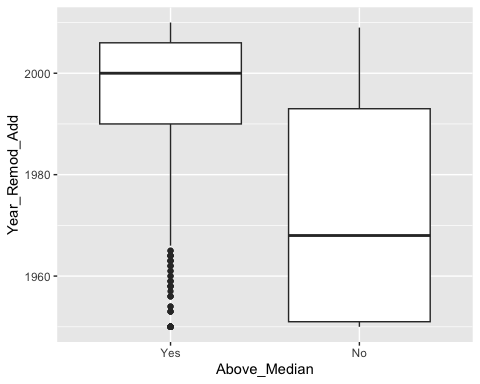 Year_Remod_Add
2000
1980
1960
Yes
No
Above_Median